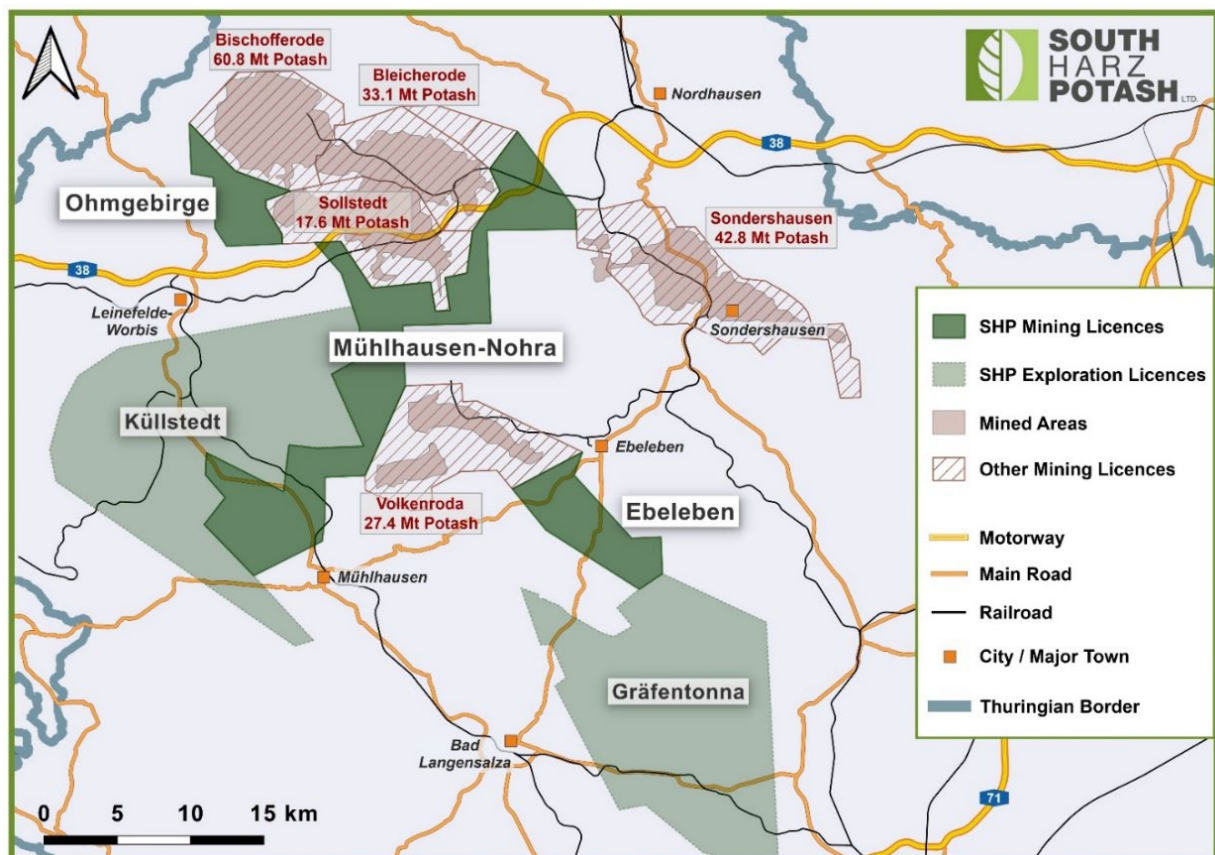 Bischofferode
60.8 Mt Potash
Bleicherode
33.1 Mt Potash
SOUTH
HARZ
POTASH LTD.
Nordhausen
38
Ohmgebirge
Sollstedt
17.6 Mt Potash
Sondershausen
42.8 Mt Potash
38
Leinefelde-
Worbis
Sondershausen
Mühlhausen-Nohra
Küllstedt
Ebeleben
Volkenroda
27.4 Mt Potash
Ebeleben
Mühlhausen
Gräfentonna
Bad
Langensalza
71
0 5 10 15 km
SHP Mining Licences
SHP Exploration Licences
Mined Areas
Other Mining Licences
Motorway
Main Road
Railroad
City / Major Town
Thuringian Border